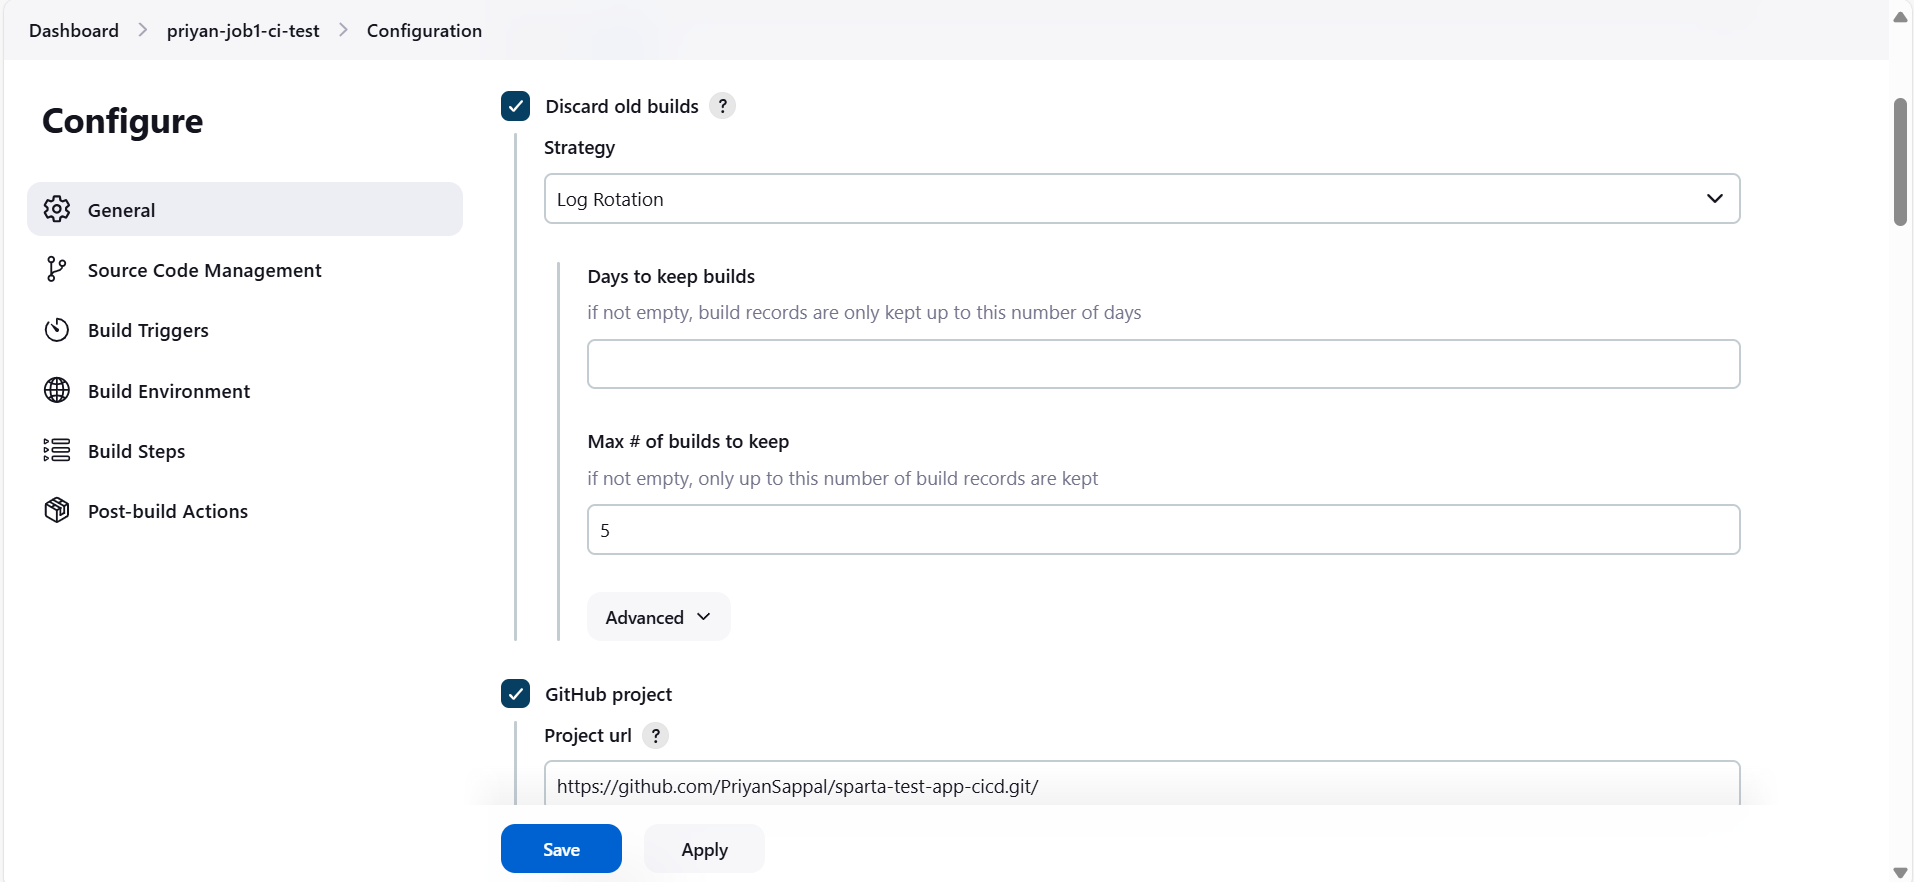 Dashboard > priyan-job1-ci-test > Configuration
Configure
General
Source Code Management
Build Triggers
Build Environment
Build Steps
Post-build Actions
Discard old builds ?
Strategy
Log Rotation
Days to keep builds
if not empty, build records are only kept up to this number of days
Max # of builds to keep
if not empty, only up to this number of build records are kept
5
Advanced
GitHub project
Project url ?
https://github.com/PriyanSappal/sparta-test-app-cicd.git/
Save
Apply